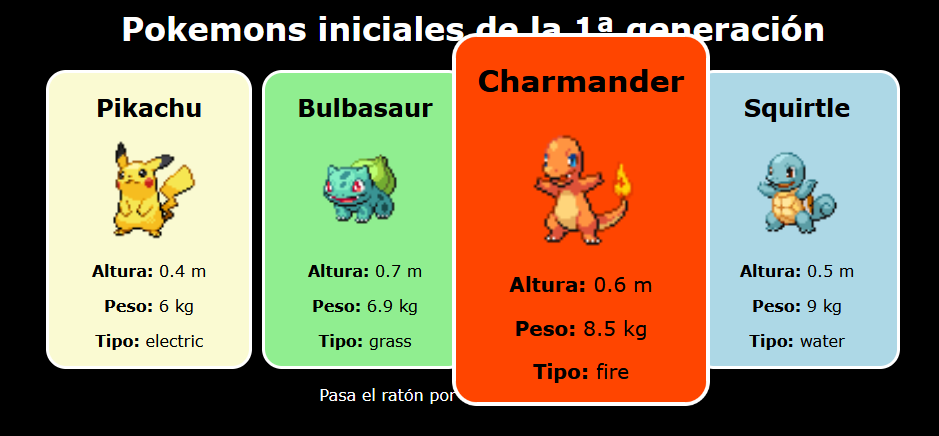 Pokemons iniciales de la 1ª generación
Pikachu
Altura: 0.4 m
Peso: 6 kg
Tipo: electric
Bulbasaur
Altura: 0.7 m
Peso: 6.9 kg
Tipo: grass
Charmander
Altura: 0.6 m
Peso: 8.5 kg
Tipo: fire
Squirtle
Altura: 0.5 m
Peso: 9 kg
Tipo: water
Pasa el ratón por